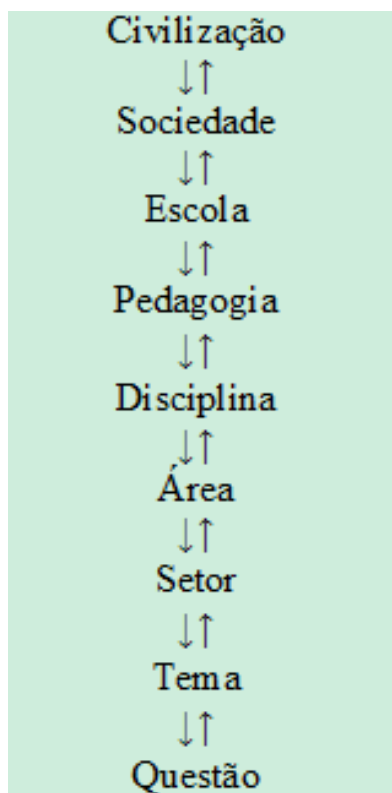 Civilização
↓↑
Sociedade
↓↑
Escola
↓↑
Pedagogia
↓↑
Disciplina
↓↑
Área
↓↑
Setor
↓↑
Tema
↓↑
Questão